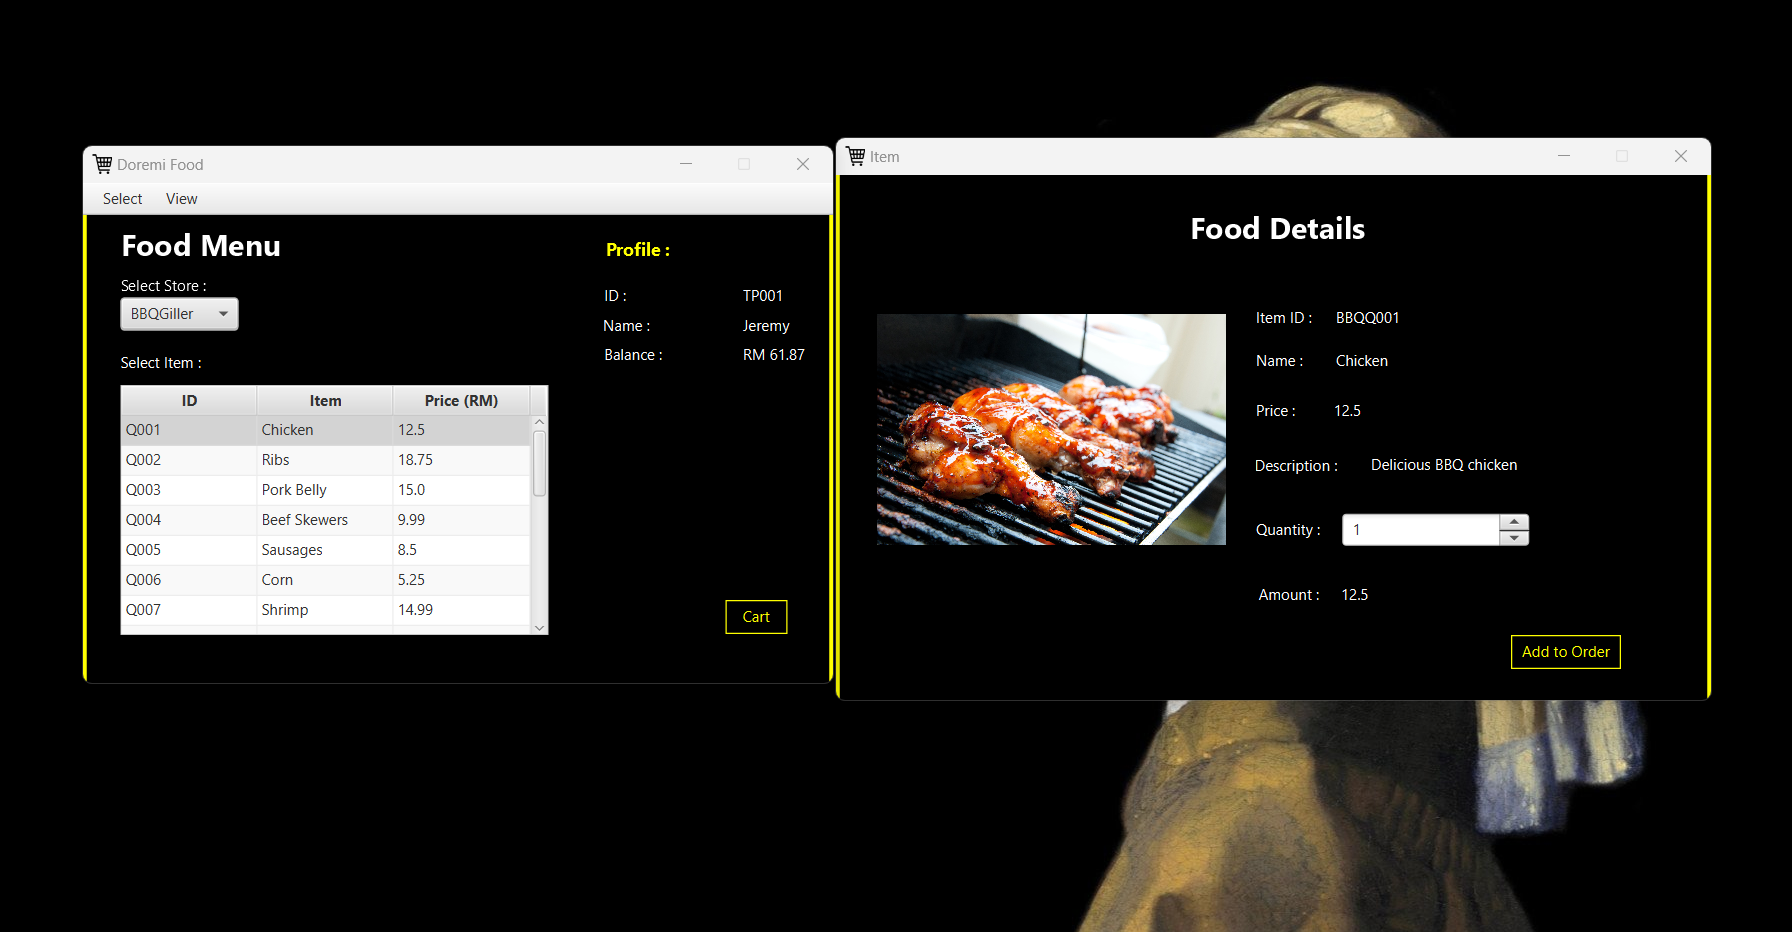 Doremi Food
Select View
Food Menu
Select Store :
BBQGiller
Select Item :
ID Item Price (RM)
Q001 Chicken 12.5
Q002 Ribs 18.75
Q003 Pork Belly 15.0
Q004 Beef Skewers 9.99
Q005 Sausages 8.5
Q006 Corn 5.25
Q007 Shrimp 14.99
Profile :
ID : TP001
Name : Jeremy
Balance : RM 61.87
Cart
Item
Food Details
Item ID : BBQQ001
Name : Chicken
Price : 12.5
Description : Delicious BBQ chicken
Quantity : 1
Amount : 12.5
Add to Order